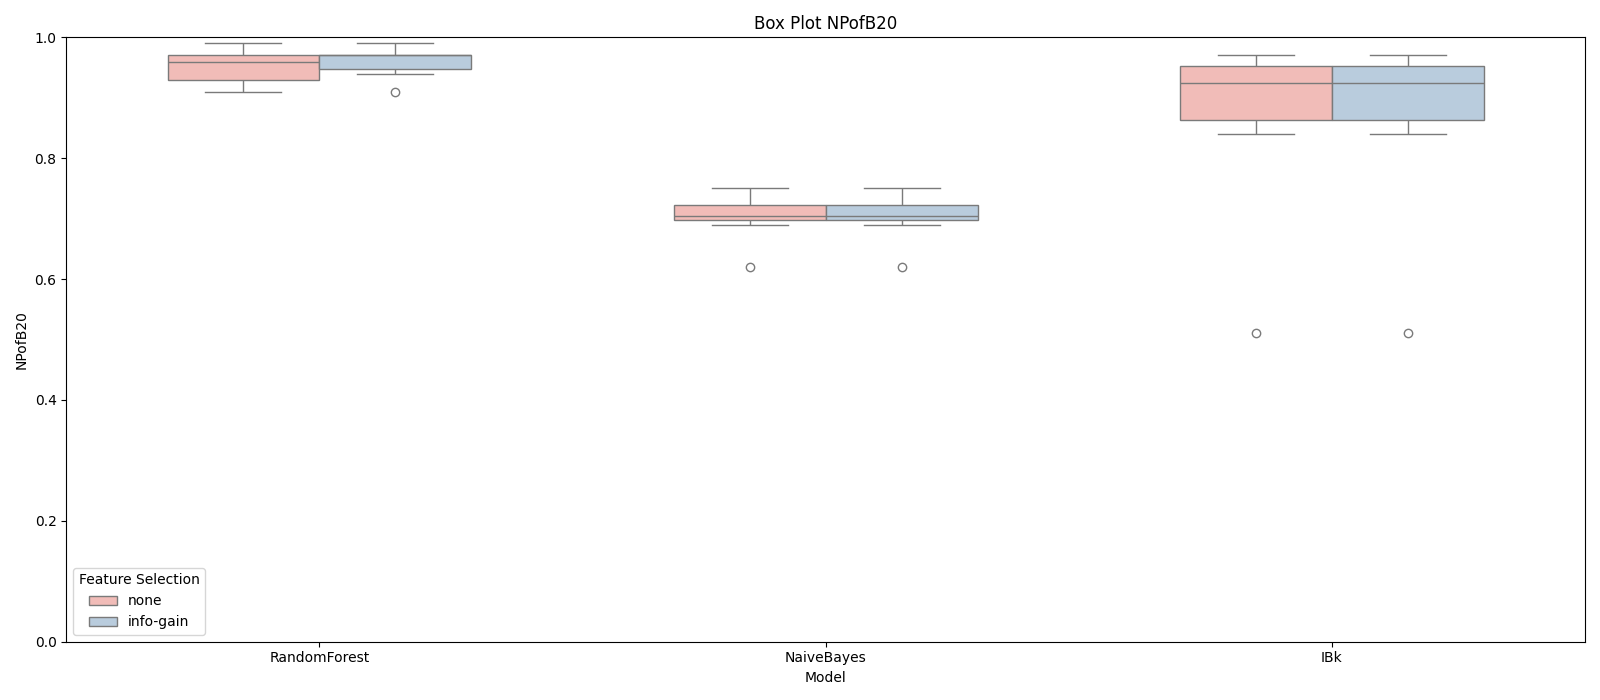 Box Plot NPofB20
1.0
0.8
0.6
0.4
0.2
0.0
NPofB20
Feature Selection
none
info-gain
RandomForest
NaiveBayes
IBk
Model